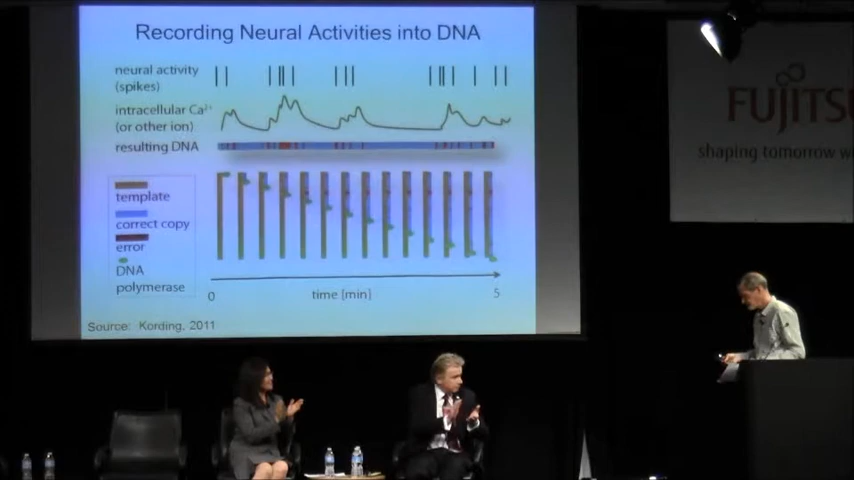 Recording Neural Activities into DNA
neural activity
(spikes)
intracellular Ca²⁺
(or other ion)
resulting DNA
template
correct copy
error
DNA
polymerase
0
time [min]
5
Source: Kording, 2011
FUJITSU
shaping tomorrow w